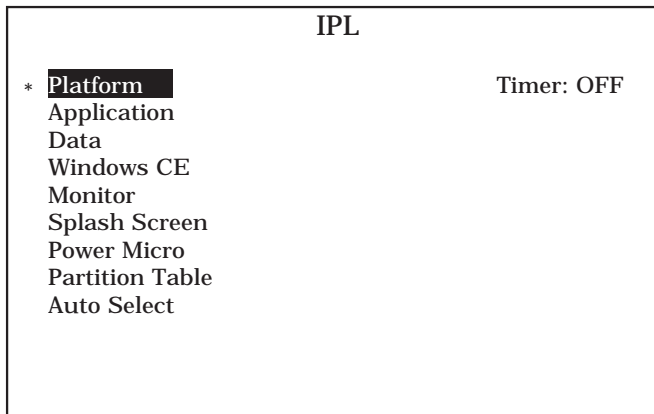 IPL
* Platform Timer: OFF
Application
Data
Windows CE
Monitor
Splash Screen
Power Micro
Partition Table
Auto Select